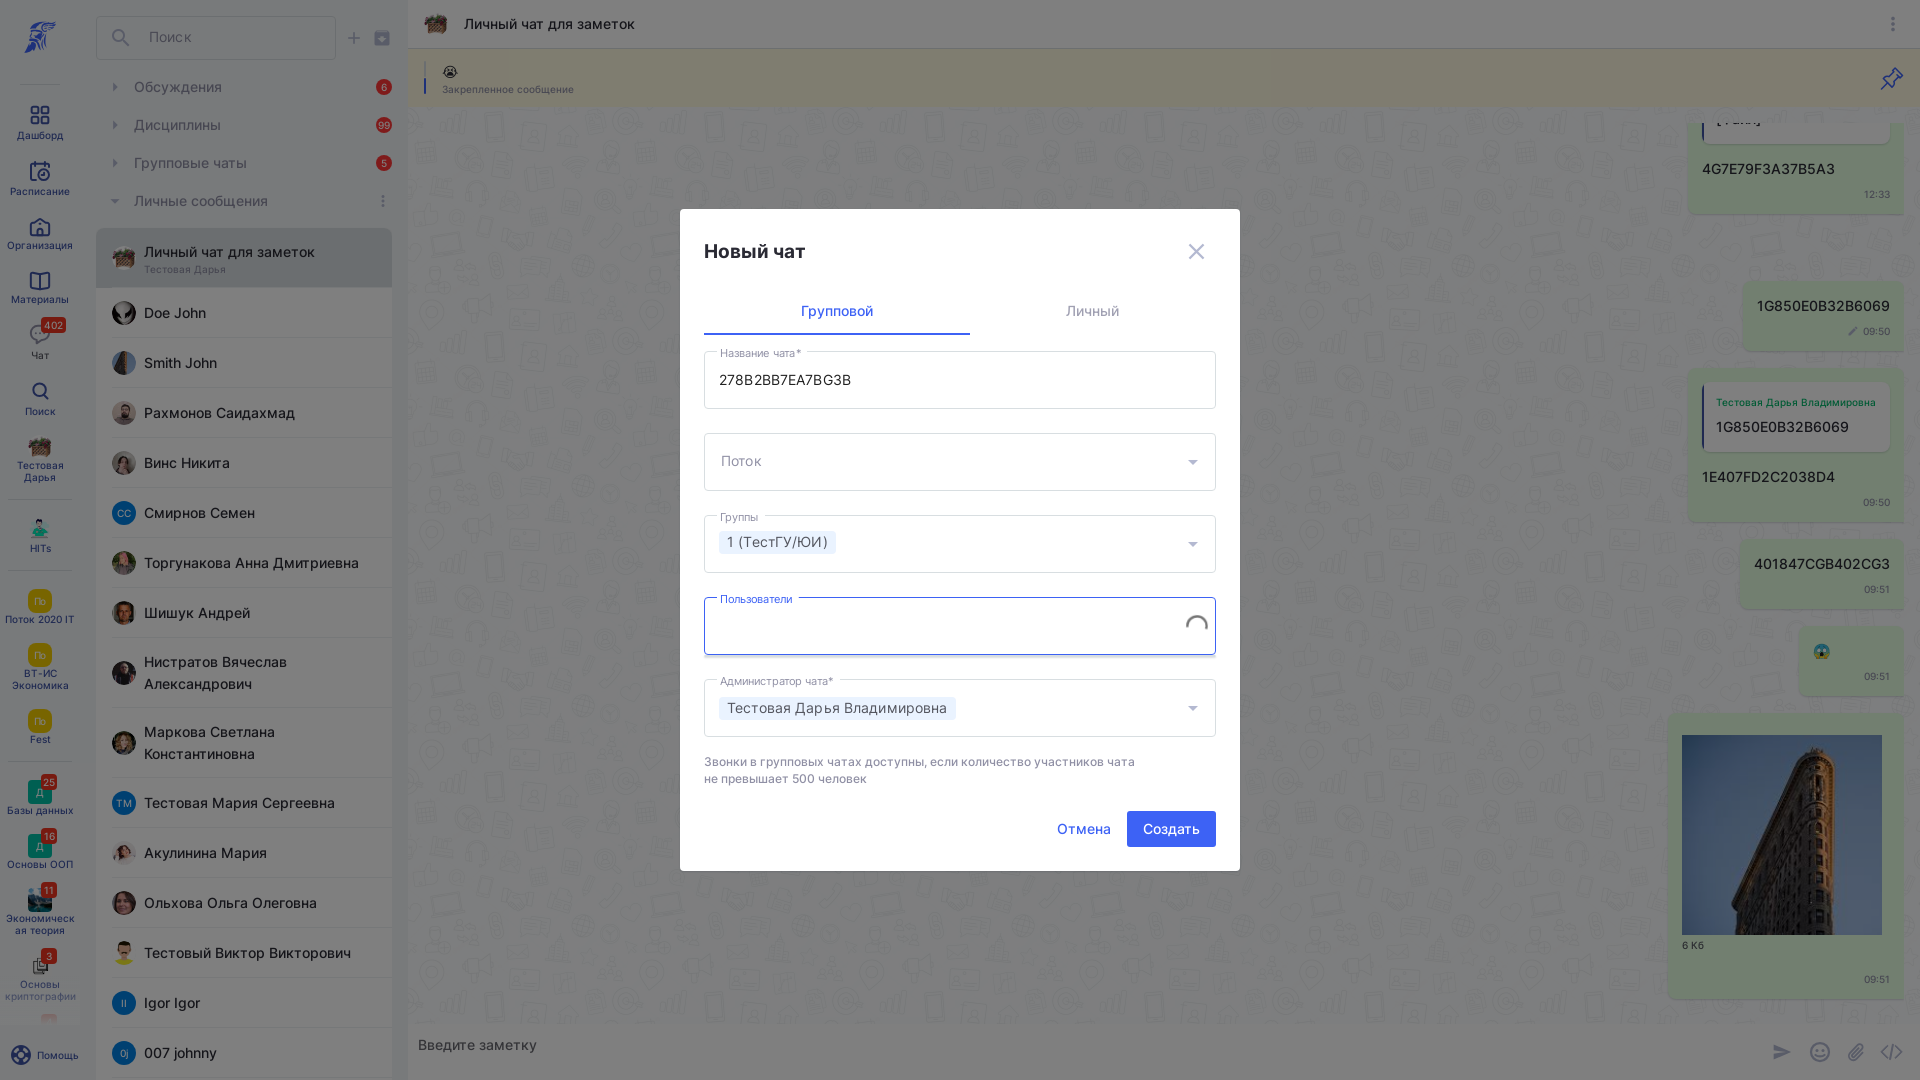 Дашборд
Расписание
Организация
Материалы
402
Чат
Поиск
Тестовая
Дарья
HITs
По
Поток 2020 IT
По
ВТ-ИС
Экономика
По
Fest
25
Д
Базы данных
16
Д
Основы ООП
11
Экономическ
ая теория
3
Основы
криптографии
Помощь
Поиск
Обсуждения
6
Дисциплины
99
Групповые чаты
5
Личные сообщения
Личный чат для заметок
Тестовая Дарья
Doe John
Smith John
Рахмонов Саидахмад
Винс Никита
СС
Смирнов Семен
Торгунакова Анна Дмитриевна
Шишук Андрей
Нистратов Вячеслав
Александрович
Маркова Светлана
Константиновна
ТМ
Тестовая Мария Сергеевна
Акулинина Мария
Ольхова Ольга Олеговна
Тестовый Виктор Викторович
II
Igor Igor
0j
007 johnny
Личный чат для заметок
Закрепленное сообщение
4G7E79F3A37B5A3
12:33
1G850E0B32B6069
09:50
Тестовая Дарья Владимировна
1G850E0B32B6069
1E407FD2C2038D4
09:50
401847CGB402CG3
09:51
09:51
6 Кб
09:51
Введите заметку
Новый чат
Групповой
Личный
Название чата*
278B2BB7EA7BG3B
Поток
Группы
1 (ТестГУ/ЮИ)
Пользователи
Администратор чата*
Тестовая Дарья Владимировна
Звонки в групповых чатах доступны, если количество участников чата
не превышает 500 человек
Отмена
Создать